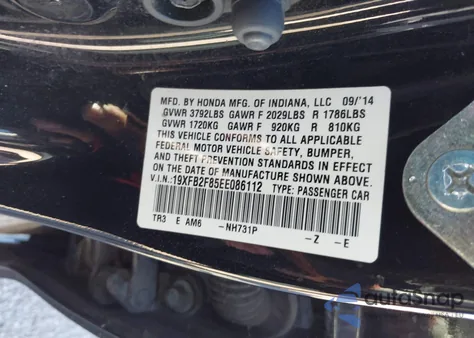 MFD. BY HONDA MFG. OF INDIANA, LLC 09/'14
GVWR 3792LBS GAWR F 2029LBS R 1786LBS
GVWR 1720KG GAWR F 920KG R 810KG
THIS VEHICLE CONFORMS TO ALL APPLICABLE
FEDERAL MOTOR VEHICLE SAFETY, BUMPER,
AND THEFT PREVENTION STANDARDS IN EFFECT
ON THE DATE OF MANUFACTURE SHOWN ABOVE.
V.I.N.:19XFB2F85EE086112 TYPE: PASSENGER CAR
TR3 E AM6 -NH731P -Z -E
autosnap